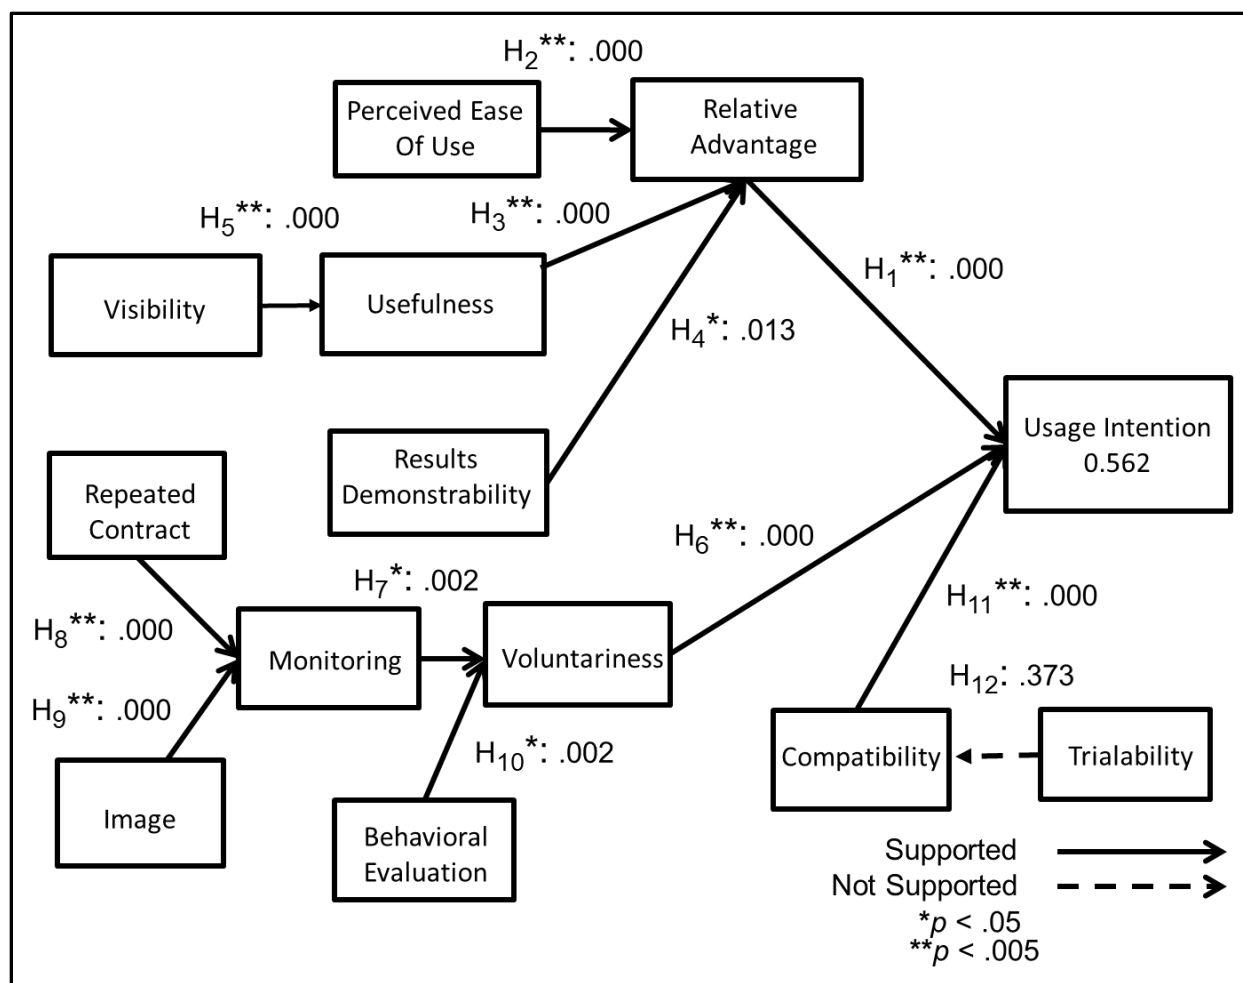 H2**: .000
Perceived Ease
Of Use
Relative
Advantage
H5**: .000
H3**: .000
Visibility
Usefulness
H1**: .000
H4*: .013
Results
Demonstrability
Usage Intention
0.562
Repeated
Contract
H6**: .000
H7*: .002
H8**: .000
Monitoring
Voluntariness
H11**: .000
H9**: .000
H12: .373
H10*: .002
Image
Behavioral
Evaluation
Compatibility
Trialability
Supported
Not Supported
*p < .05
**p < .005